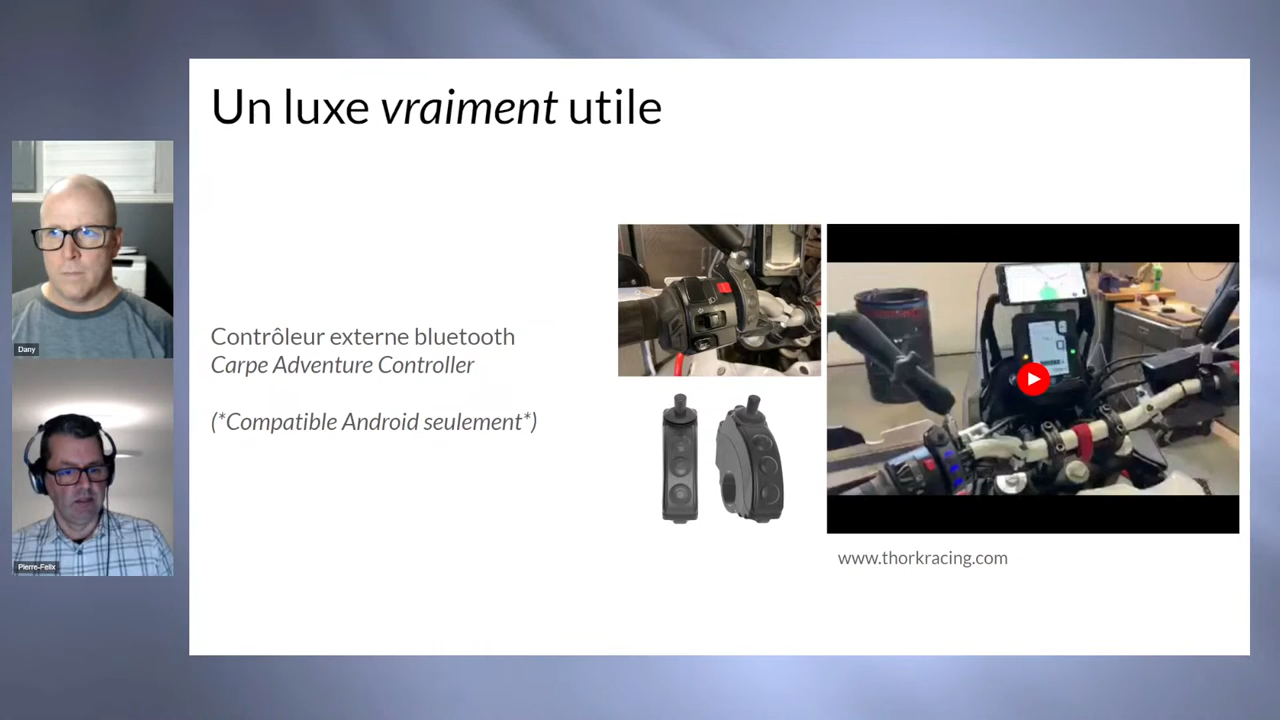 Un luxe vraiment utile
Dany
Contrôleur externe bluetooth
Carpe Adventure Controller
(*Compatible Android seulement*)
www.thorkracing.com
Pierre-Felix